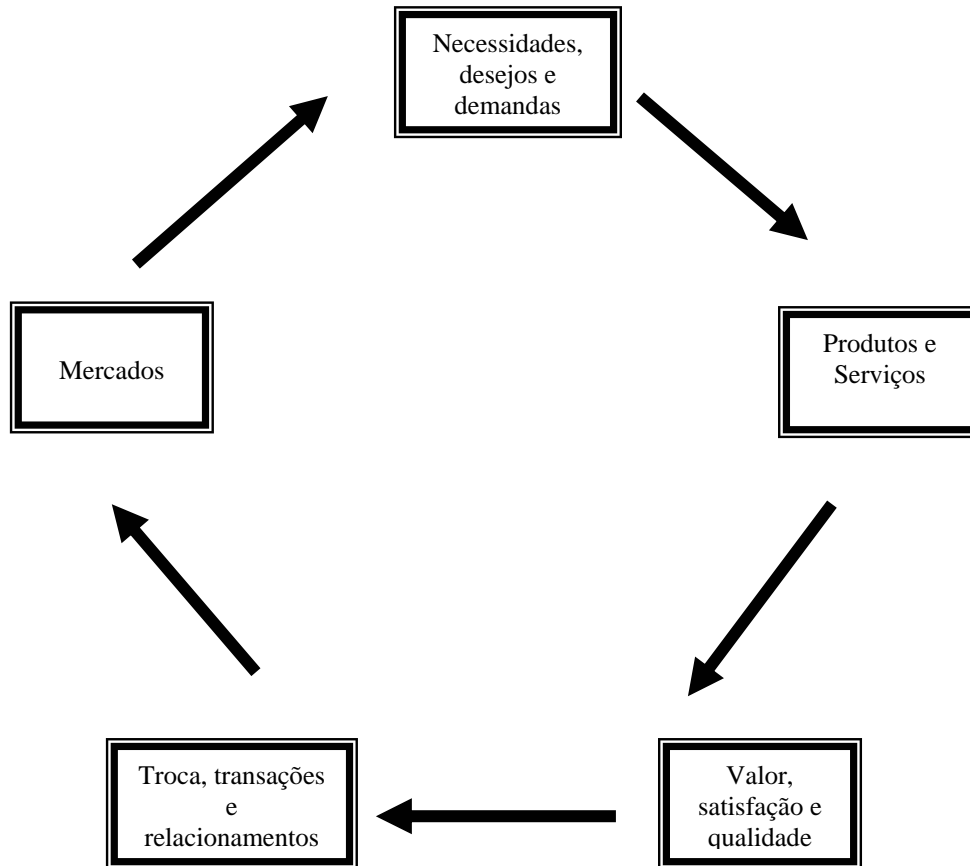 Necessidades,
desejos e
demandas
Produtos e
Serviços
Mercados
Troca, transações
e
relacionamentos
Valor,
satisfação e
qualidade